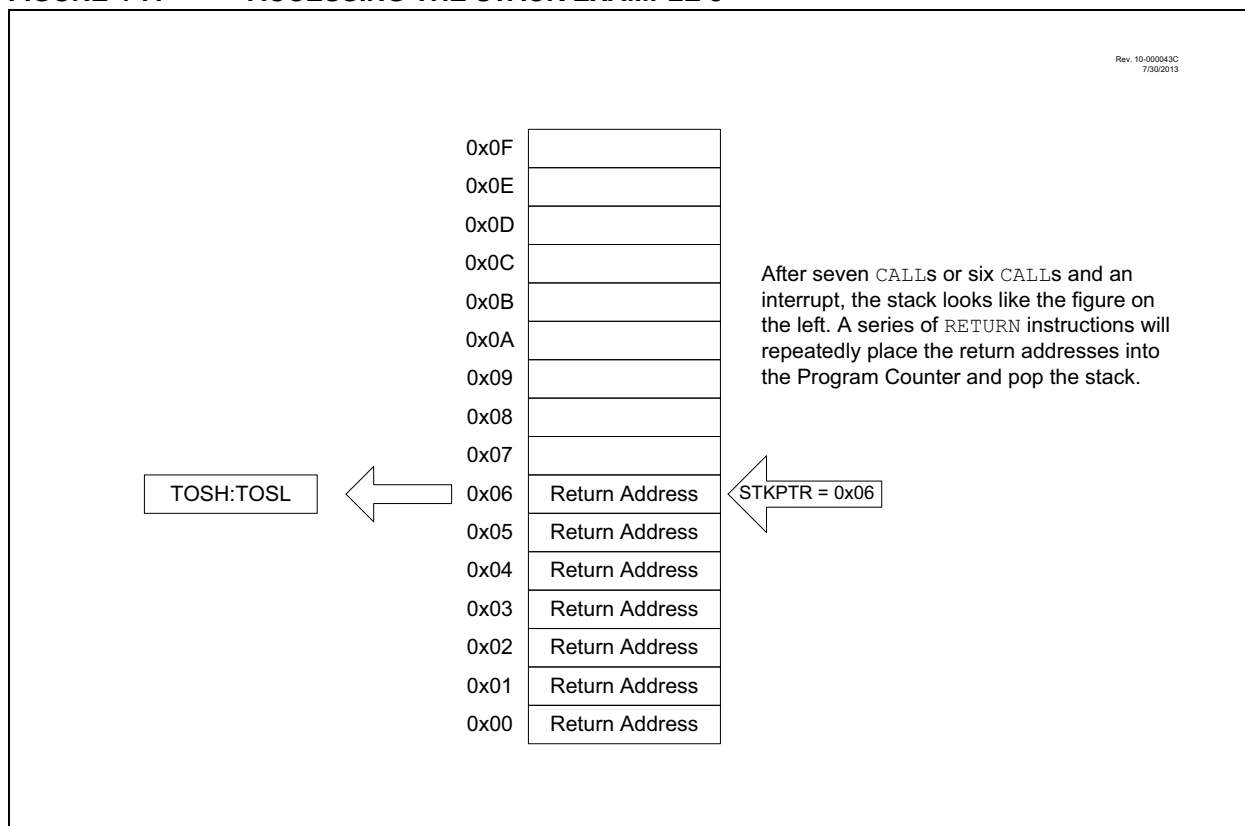 Rev. 10-000043C
7/30/2013
0x0F
0x0E
0x0D
0x0C
0x0B
0x0A
0x09
0x08
0x07
After seven CALLs or six CALLs and an
interrupt, the stack looks like the figure on
the left. A series of RETURN instructions will
repeatedly place the return addresses into
the Program Counter and pop the stack.
TOSH:TOSL
0x06 Return Address
STKPTR = 0x06
0x05 Return Address
0x04 Return Address
0x03 Return Address
0x02 Return Address
0x01 Return Address
0x00 Return Address